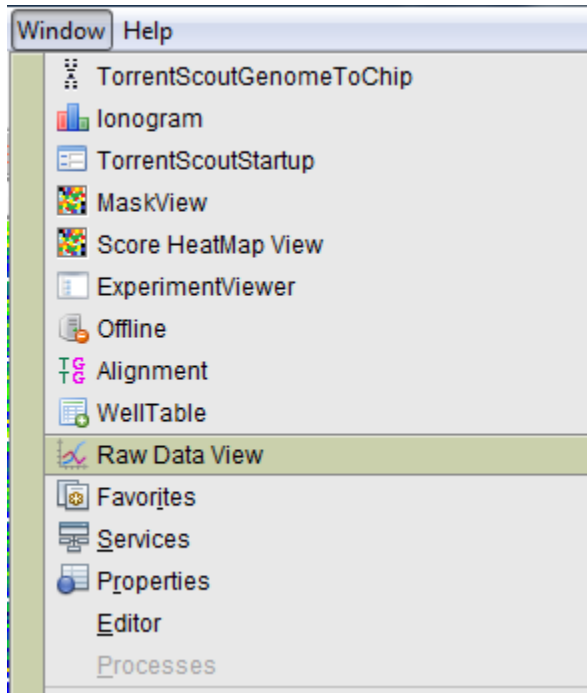 Window Help
TorrentScoutGenomeToChip
Ionogram
TorrentScoutStartup
MaskView
Score HeatMap View
ExperimentViewer
Offline
Alignment
WellTable
Raw Data View
Favorites
Services
Properties
Editor
Processes